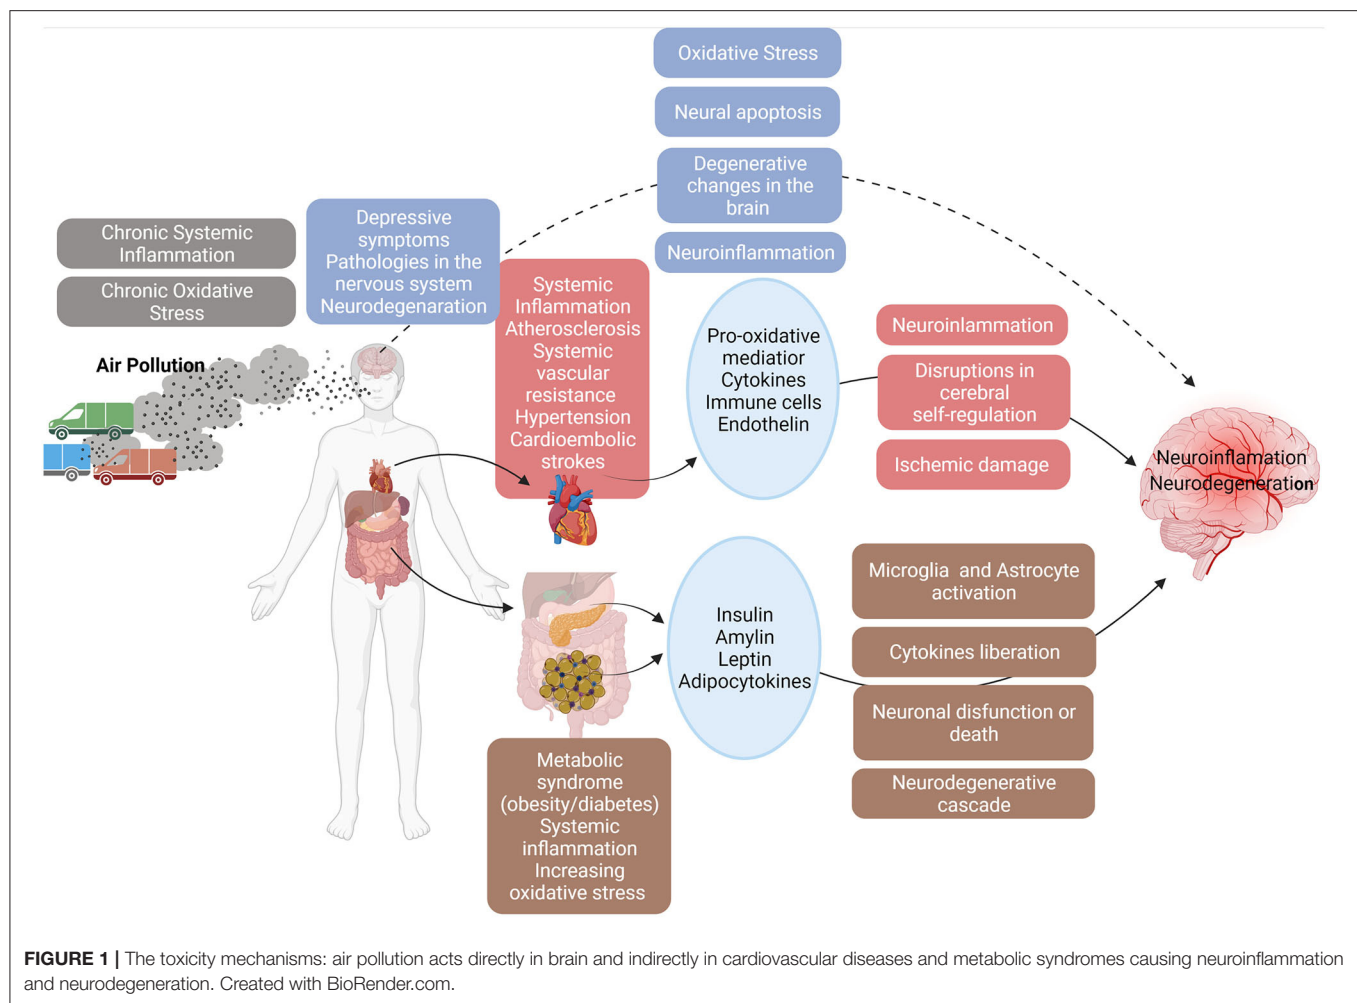 Oxidative Stress
Neural apoptosis
Degenerative
changes in the
brain
Neuroinflammation
Chronic Systemic
Inflammation
Chronic Oxidative
Stress
Depressive
symptoms
Pathologies in the
nervous system
Neurodegenaration
Air Pollution
Systemic
Inflammation
Atherosclerosis
Systemic
vascular
resistance
Hypertension
Cardioembolic
strokes
Pro-oxidative
mediatior
Cytokines
Immune cells
Endothelin
Neuroinlammation
Disruptions in
cerebral
self-regulation
Ischemic damage
Neuroinflamation
Neurodegeneration
Insulin
Amylin
Leptin
Adipocytokines
Microglia and Astrocyte
activation
Cytokines liberation
Neuronal disfunction or
death
Neurodegenerative
cascade
Metabolic
syndrome
(obesity/diabetes)
Systemic
inflammation
Increasing
oxidative stress
FIGURE 1 | The toxicity mechanisms: air pollution acts directly in brain and indirectly in cardiovascular diseases and metabolic syndromes causing neuroinflammation
and neurodegeneration. Created with BioRender.com.